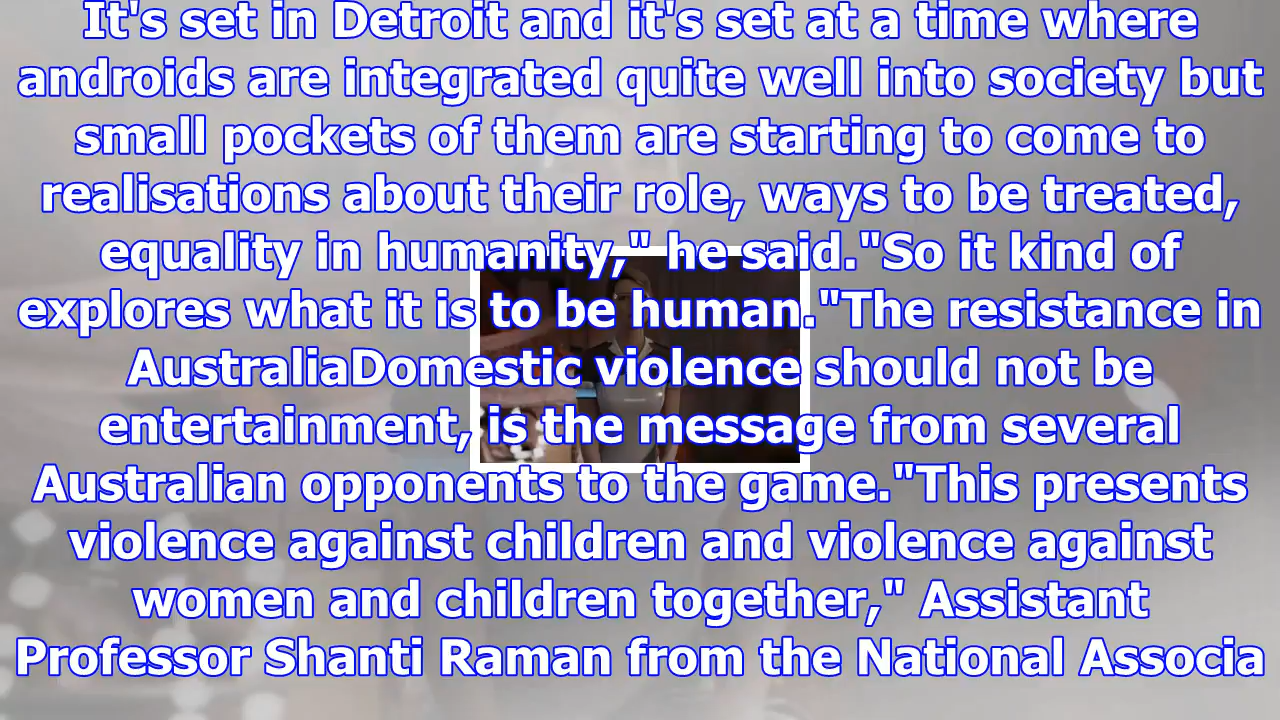 It's set in Detroit and it's set at a time where
androids are integrated quite well into society but
small pockets of them are starting to come to
realisations about their role, ways to be treated,
equality in humanity," he said."So it kind of
explores what it is to be human."The resistance in
AustraliaDomestic violence should not be
entertainment, is the message from several
Australian opponents to the game."This presents
violence against children and violence against
women and children together," Assistant
Professor Shanti Raman from the National Associa